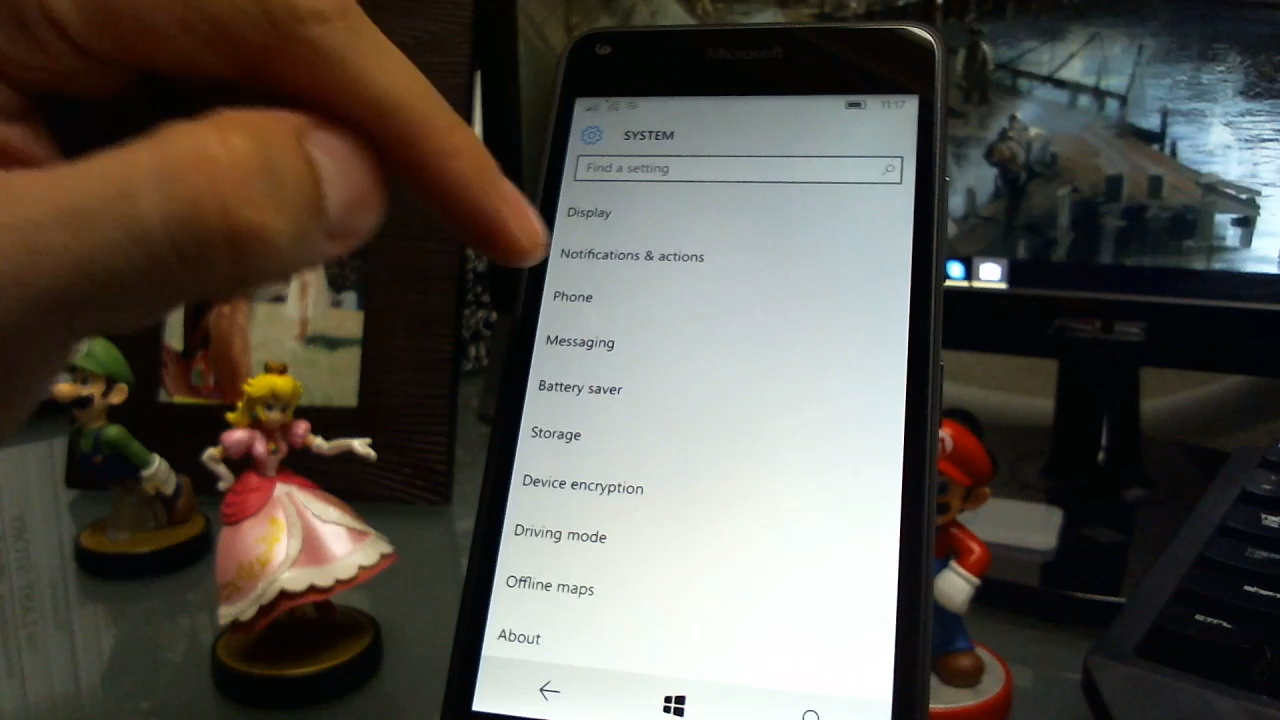 Microsoft
11:17
SYSTEM
Find a setting
Display
Notifications & actions
Phone
Messaging
Battery saver
Storage
Device encryption
Driving mode
Offline maps
About